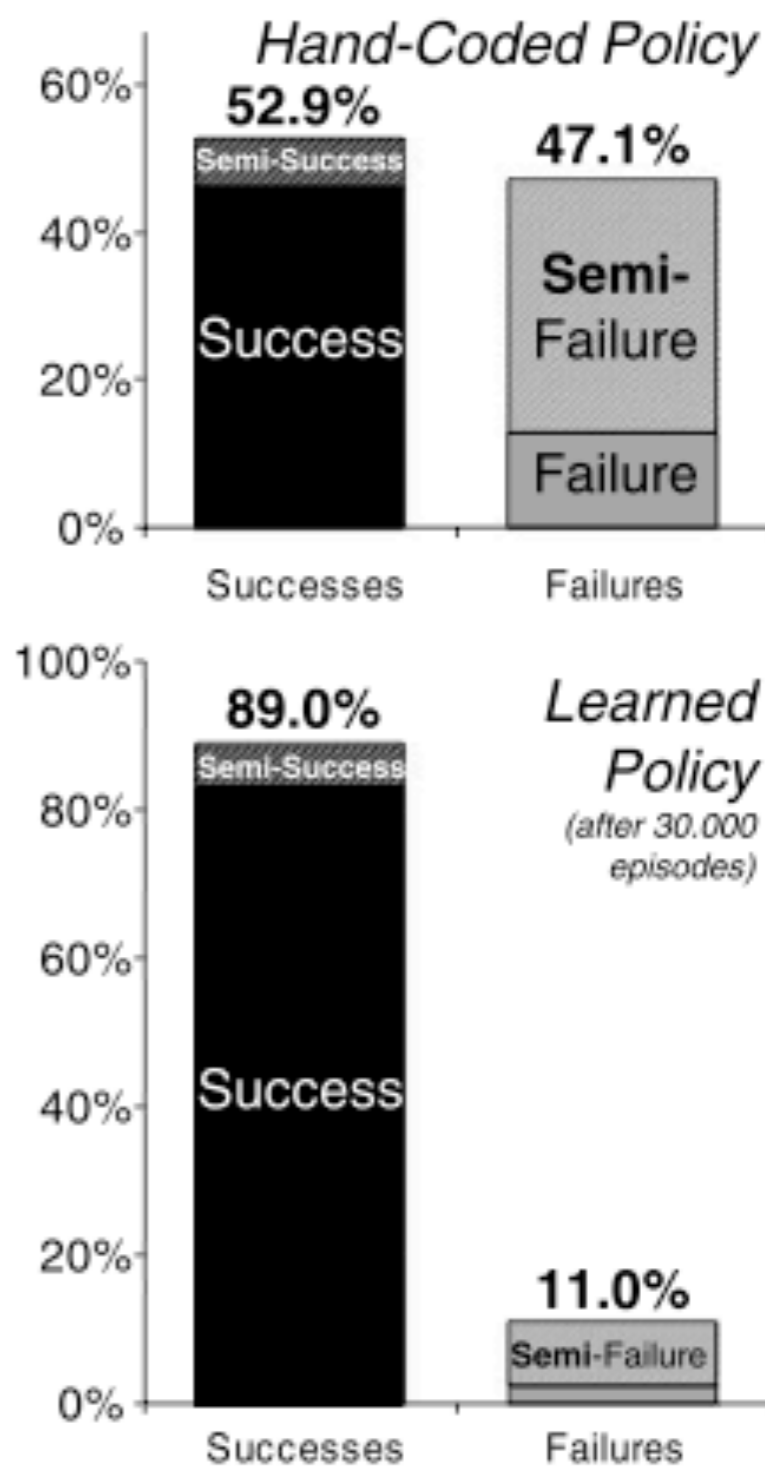 Hand-Coded Policy
60%
52.9%
47.1%
Semi-Success
40%
Semi-
Success
Failure
20%
Failure
0%
Successes
Failures
100%
89.0%
Learned
Policy
Semi-Success
(after 30.000
episodes)
80%
60%
Success
40%
20%
11.0%
Semi-Failure
0%
Successes
Failures